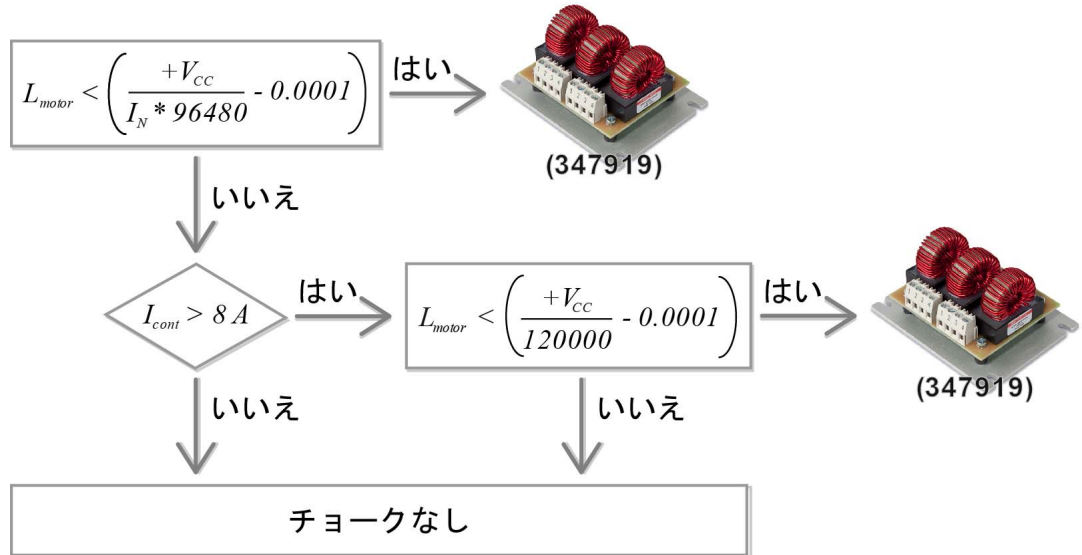 L_motor < ( +V_CC / I_N * 96480 - 0.0001 )
はい
(347919)
いいえ
I_cont > 8 A
はい
L_motor < ( +V_CC / 120000 - 0.0001 )
はい
(347919)
いいえ
いいえ
チョークなし